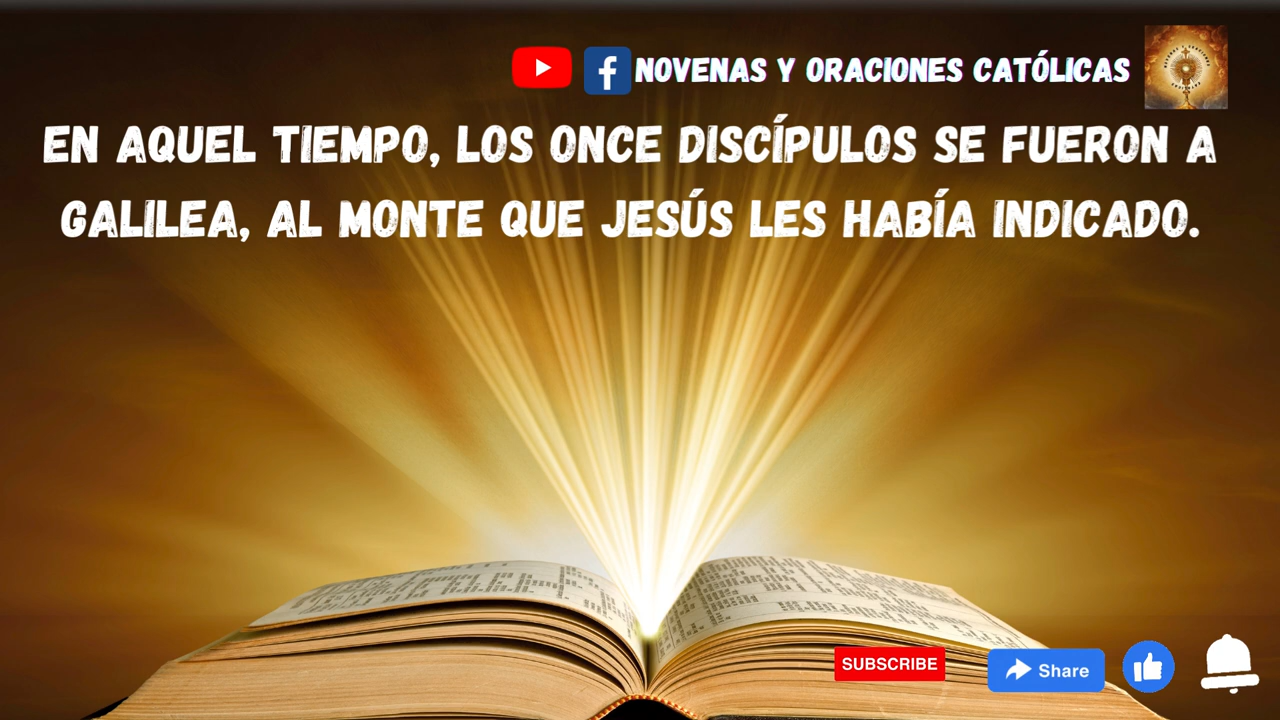 NOVENAS Y ORACIONES CATÓLICAS
EN AQUEL TIEMPO, LOS ONCE DISCÍPULOS SE FUERON A
GALILEA, AL MONTE QUE JESÚS LES HABÍA INDICADO.
SUBSCRIBE
Share